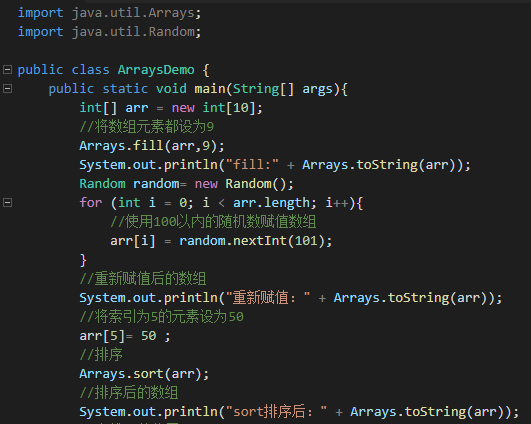 import java.util.Arrays;
import java.util.Random;
public class ArraysDemo {
public static void main(String[] args){
int[] arr = new int[10];
//将数组元素都设为9
Arrays.fill(arr,9);
System.out.println("fill:" + Arrays.toString(arr));
Random random= new Random();
for (int i = 0; i < arr.length; i++){
//使用100以内的随机数赋值数组
arr[i] = random.nextInt(101);
}
//重新赋值后的数组
System.out.println("重新赋值：" + Arrays.toString(arr));
//将索引为5的元素设为50
arr[5]= 50 ;
//排序
Arrays.sort(arr);
//排序后的数组
System.out.println("sort排序后：" + Arrays.toString(arr));